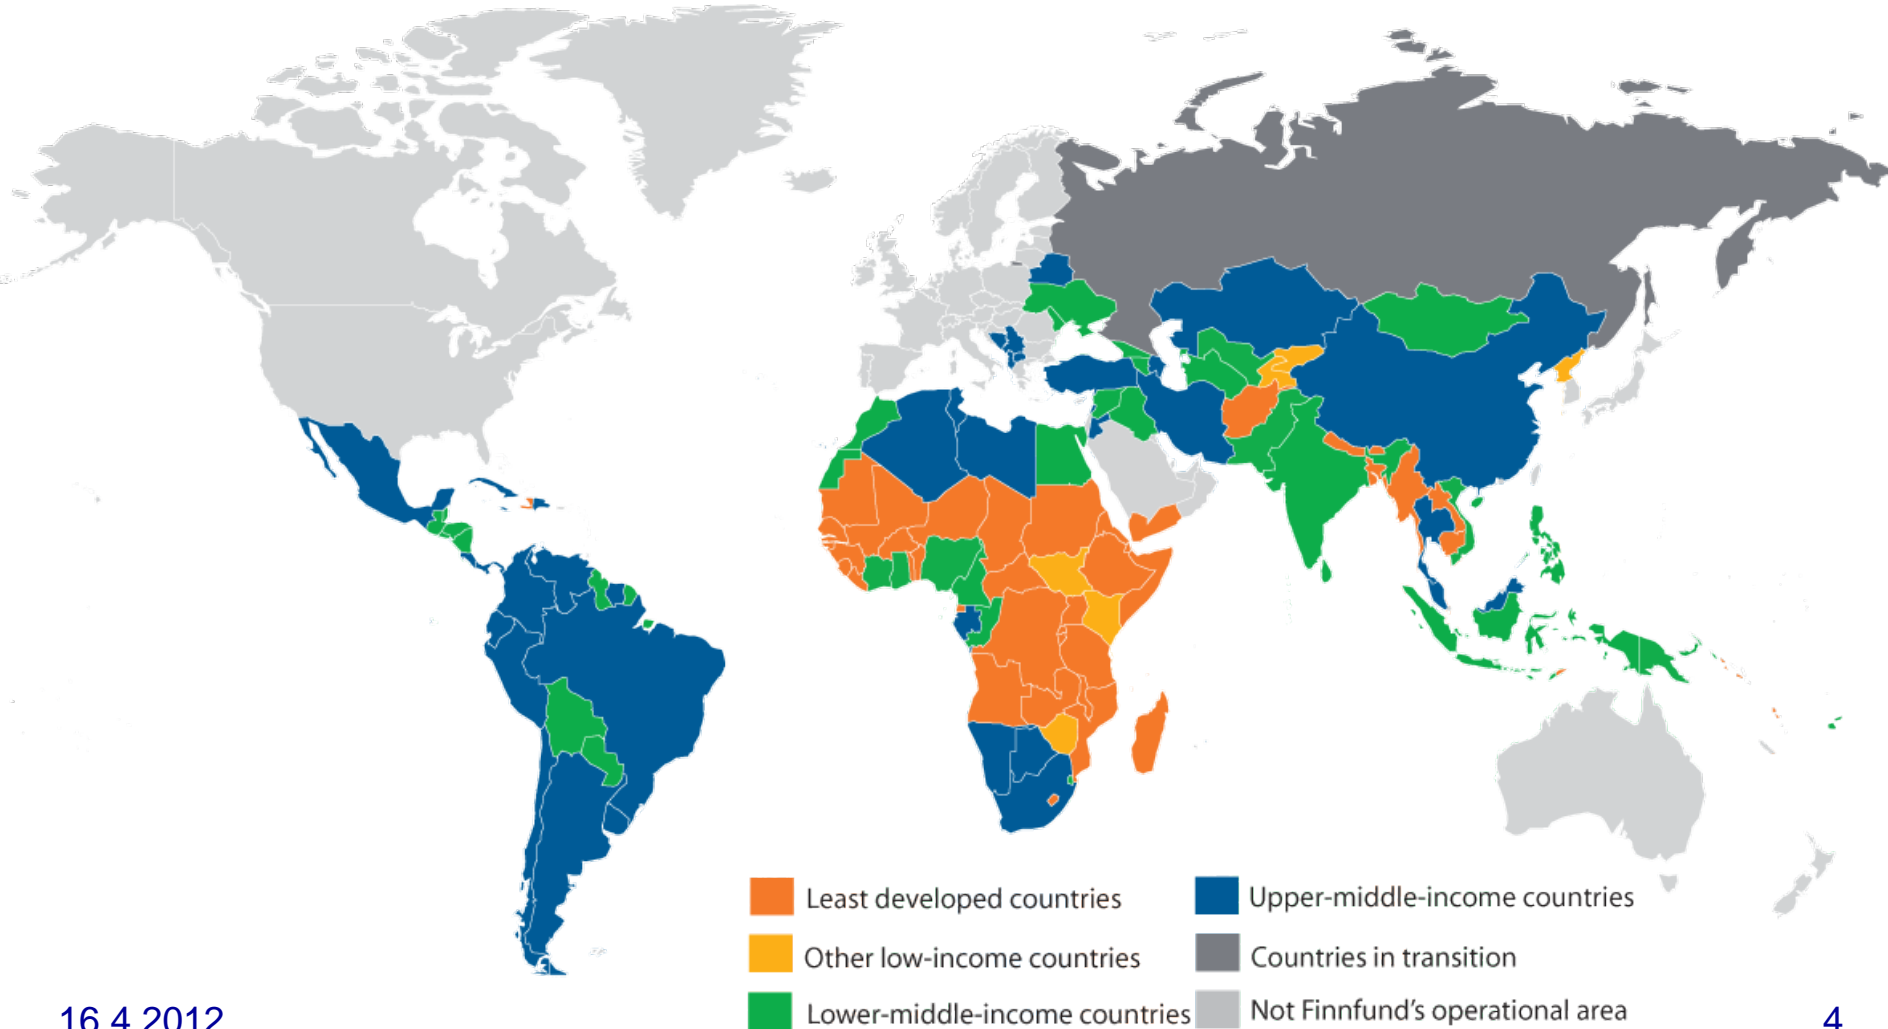 Least developed countries
Upper-middle-income countries
Other low-income countries
Countries in transition
Lower-middle-income countries
Not Finnfund's operational area
16.4.2012
4